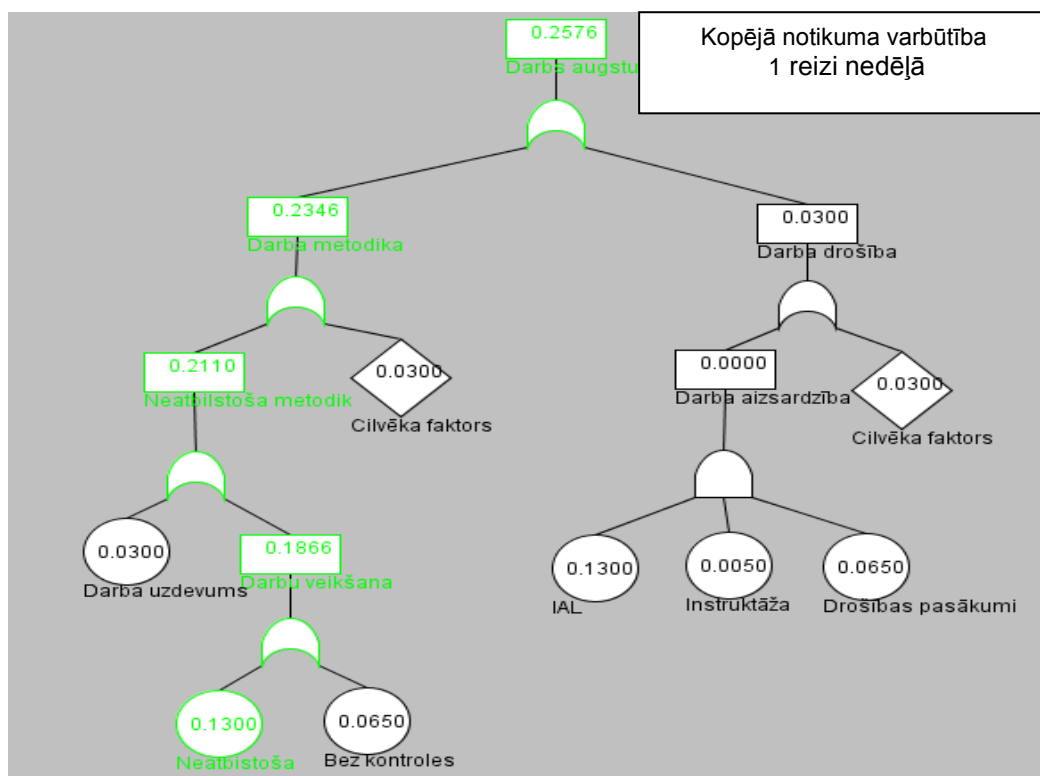 0.2576
Darbs augstu
Kopējā notikuma varbūtība
1 reizi nedēļā
0.2346
Darba metodika
0.0300
Darba drošība
0.2110
Neatbilstoša metodik
0.0300
Cilvēka faktors
0.0000
Darba aizsardzība
0.0300
Cilvēka faktors
0.0300
Darba uzdevums
0.1866
Darbu veikšana
0.1300
IAL
0.0050
Instruktāža
0.0650
Drošības pasākumi
0.1300
Neatbistoša
0.0650
Bez kontroles